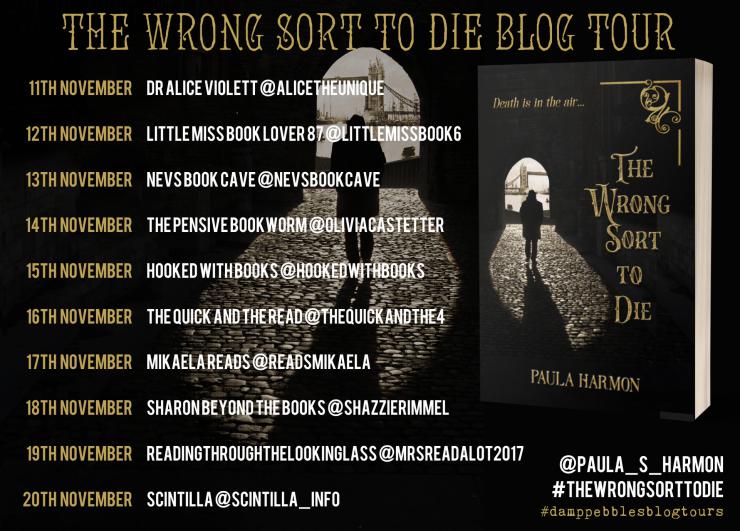 THE WRONG SORT TO DIE BLOG TOUR
11TH NOVEMBER DR ALICE VIOLETT @ALICETHEUNIQUE
12TH NOVEMBER LITTLE MISS BOOK LOVER 87 @LITTLEMISSBOOK6
13TH NOVEMBER NEVS BOOK CAVE @NEVSBOOKCAVE
14TH NOVEMBER THE PENSIVE BOOKWORM @OLIVIACASTETTER
15TH NOVEMBER HOOKED WITH BOOKS @HOOKEDWITHBOOKS
16TH NOVEMBER THE QUICK AND THE READ @THEQUICKANDTHE4
17TH NOVEMBER MIKAELA READS @READSMIKAELA
18TH NOVEMBER SHARON BEYOND THE BOOKS @SHAZZIERIMMEL
19TH NOVEMBER READINGTHROUGHTHELOOKINGLASS @MRSREADALOT2017
20TH NOVEMBER SCINTILLA @SCINTILLA_INFO
Death is in the air...
THE
WRONG
SORT
TO
DIE
PAULA HARMON
@PAULA_S_HARMON
#THEWRONGSORTTODIE
#damppebblesblogtours